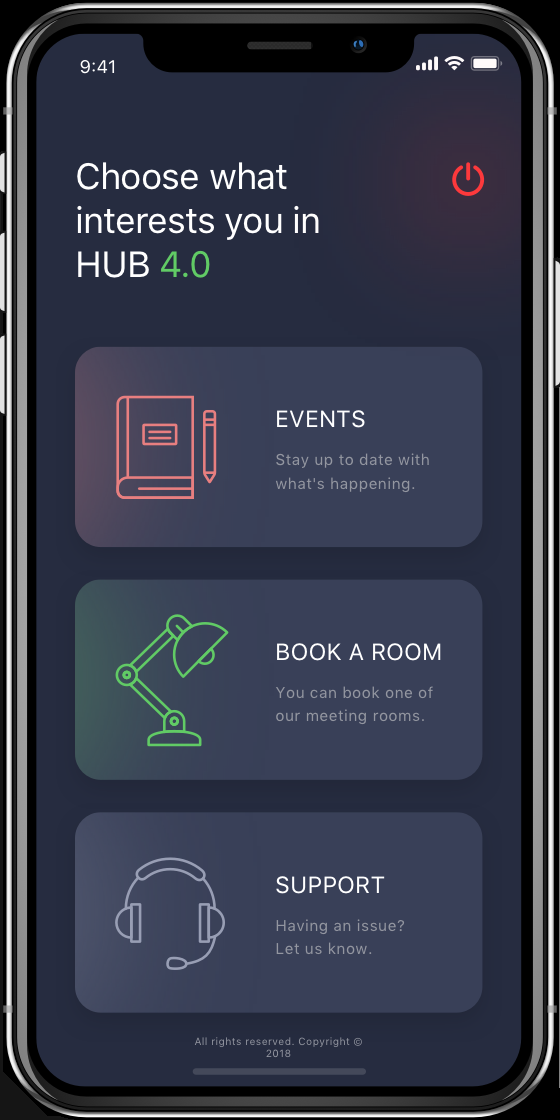 9:41
Choose what
interests you in
HUB 4.0
EVENTS
Stay up to date with
what's happening.
BOOK A ROOM
You can book one of
our meeting rooms.
SUPPORT
Having an issue?
Let us know.
All rights reserved. Copyright ©
2018